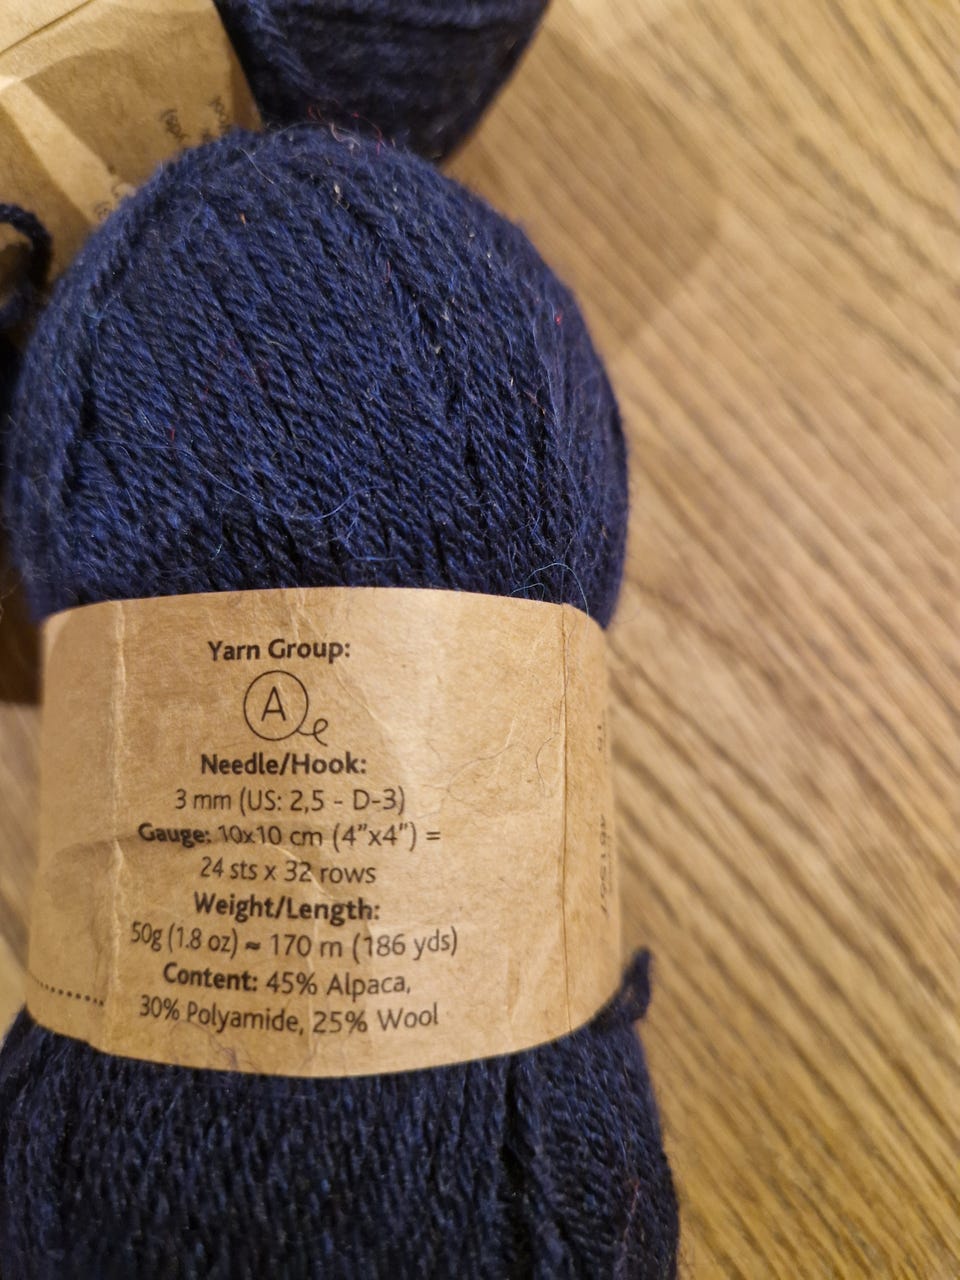 Yarn Group:
A
Needle/Hook:
3 mm (US: 2,5 - D-3)
Gauge: 10x10 cm (4”x4”) =
24 sts x 32 rows
Weight/Length:
50g (1.8 oz) ≈ 170 m (186 yds)
Content: 45% Alpaca,
30% Polyamide, 25% Wool